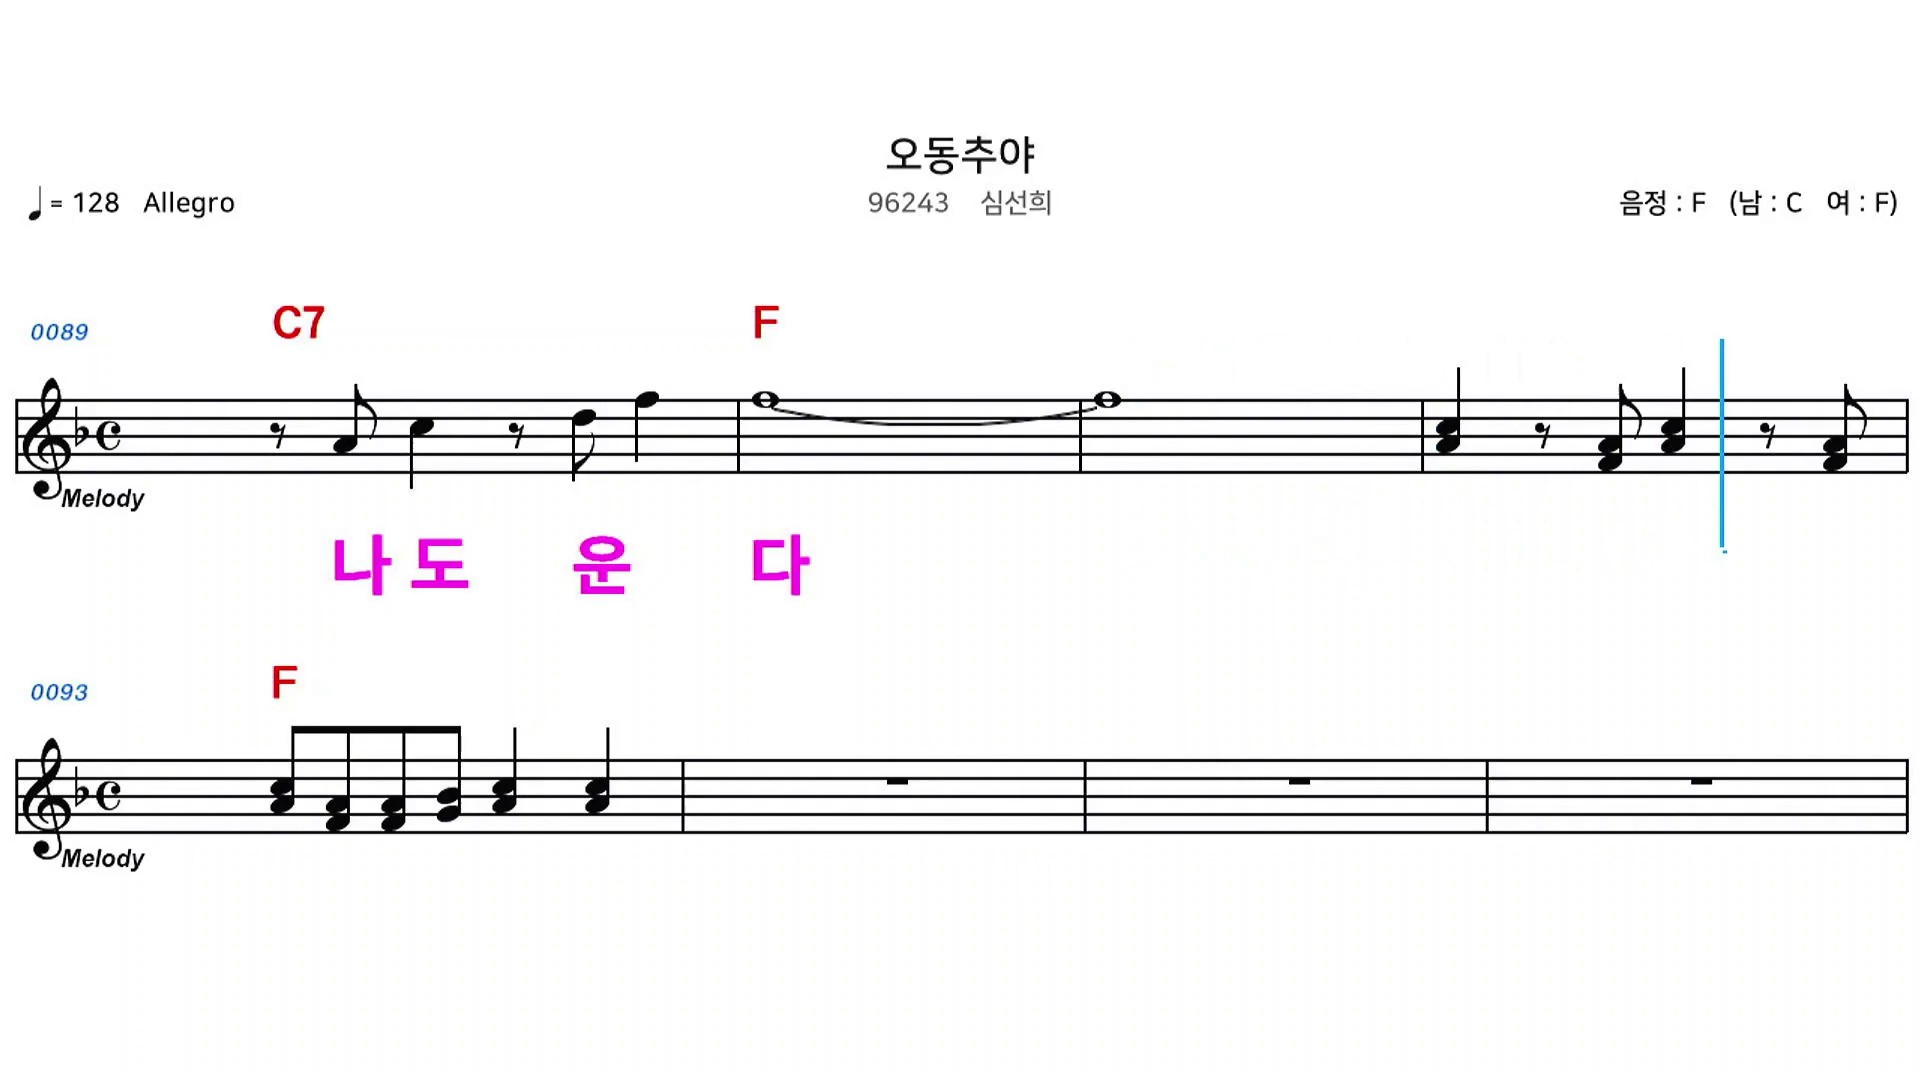 오동추야
♩= 128 Allegro
96243 심선희
음정 : F (남 : C 여 : F)
0089 C7 F
Melody
나 도 운 다
0093 F
Melody